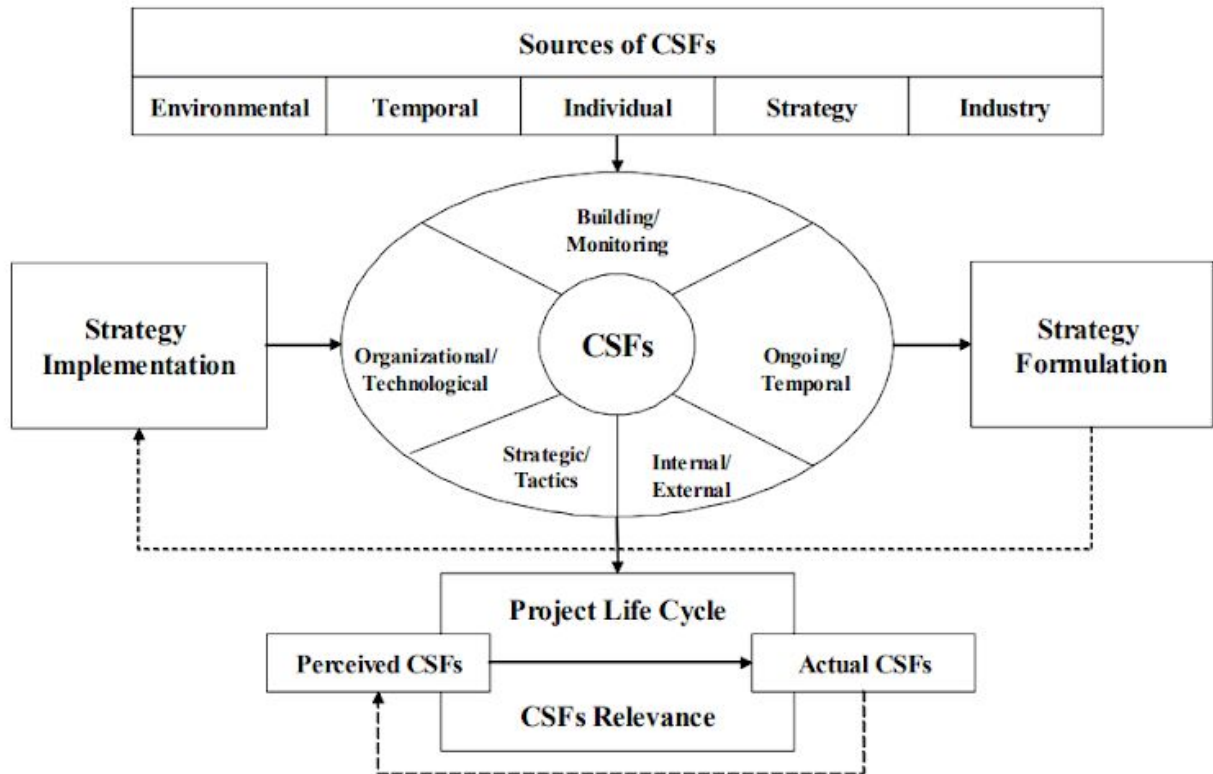 Sources of CSFs
Environmental
Temporal
Individual
Strategy
Industry
Building/
Monitoring
Strategy
Implementation
Organizational/
Technological
CSFs
Ongoing/
Temporal
Strategy
Formulation
Strategic/
Tactics
Internal/
External
Project Life Cycle
Perceived CSFs
Actual CSFs
CSFs Relevance